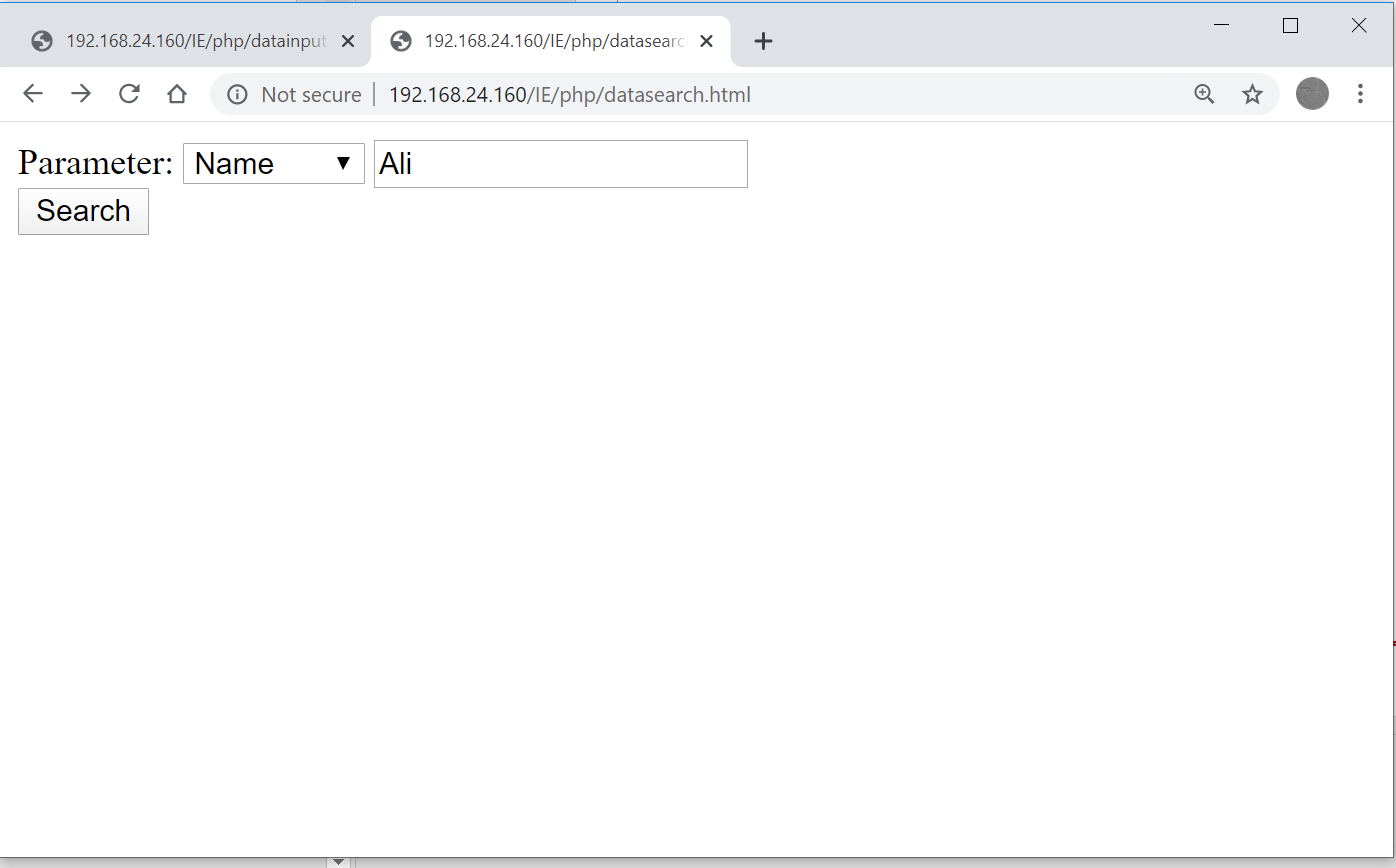 192.168.24.160/IE/php/datainput
192.168.24.160/IE/php/datasearc
Not secure 192.168.24.160/IE/php/datasearch.html
Parameter: Name Ali
Search